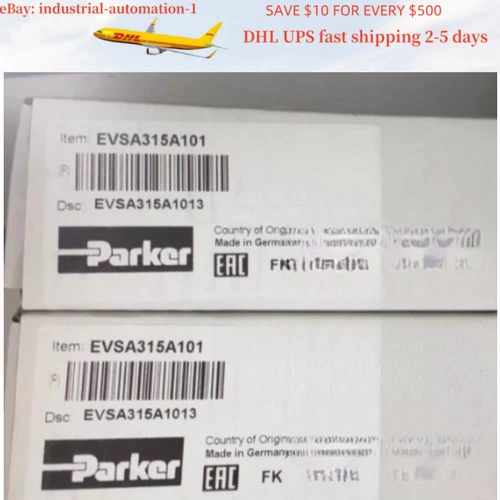 eBay: industrial-automation-1
SAVE $10 FOR EVERY $500
DHL
DHL UPS fast shipping 2-5 days
Item: EVSA315A101
(P)
Dsc: EVSA315A1013
Parker
Country of Origin
Made in Germany
EAC
Item: EVSA315A101
(P)
Dsc: EVSA315A1013
Parker
Country of Origin
Made in Germany
EAC FK